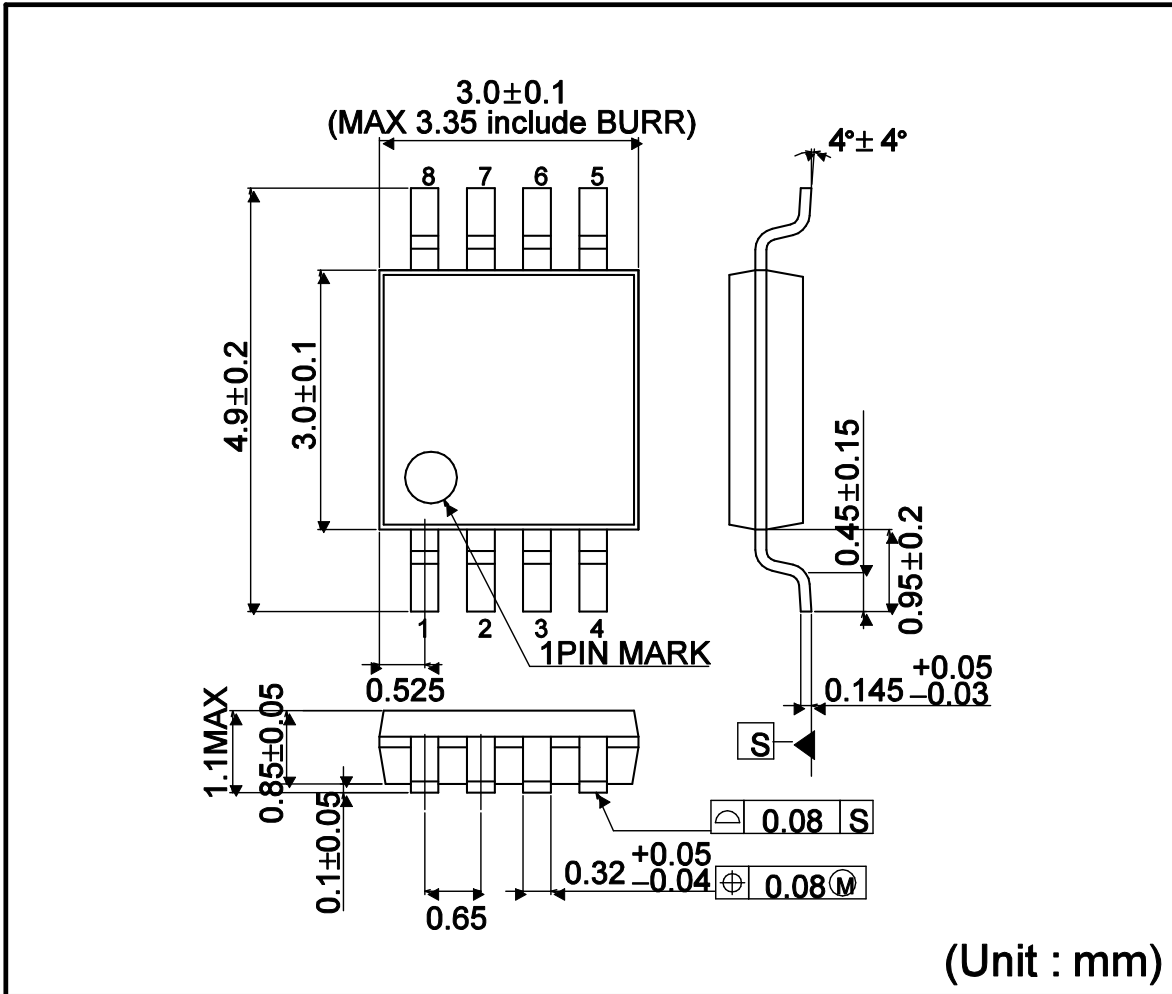 3.0±0.1
(MAX 3.35 include BURR)
4°± 4°
8 7 6 5
4.9±0.2
3.0±0.1
0.45±0.15
0.95±0.2
1 2 3 4
1PIN MARK
0.525
0.145 +0.05 –0.03
S
1.1MAX
0.85±0.05
0.1±0.05
0.08 S
0.32 +0.05 –0.04
0.08 Ⓜ
0.65
(Unit : mm)